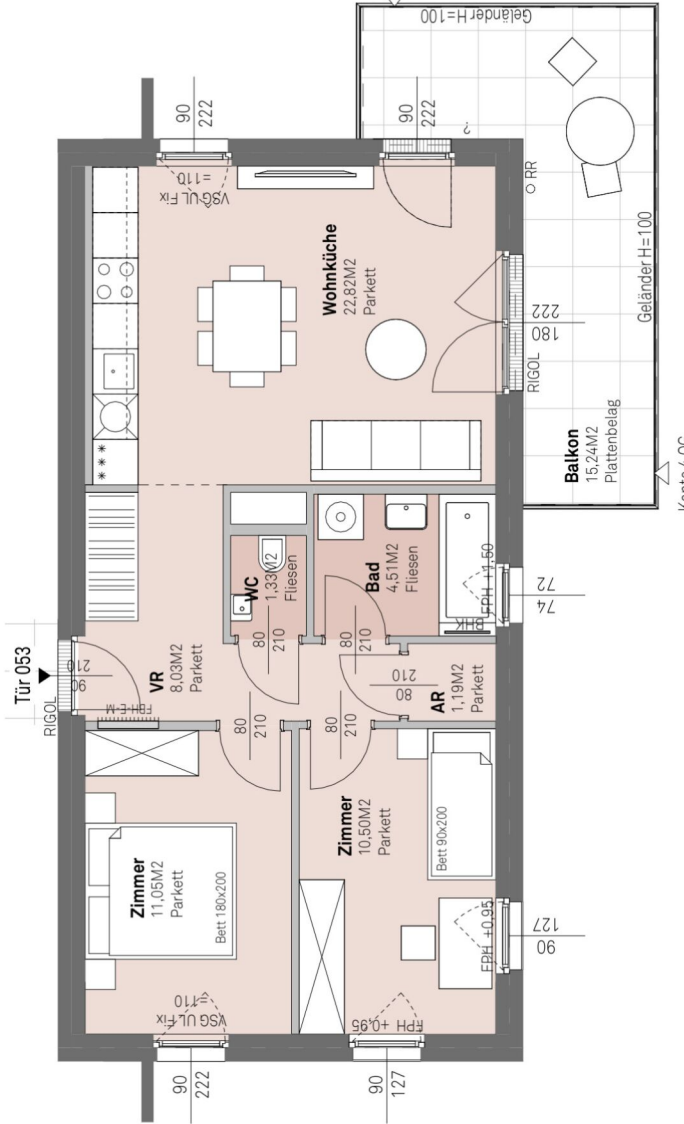 Geländer H=100
90
222
90
222
?
VSG UL Fix
=110
RR
Wohnküche
22,82M2
Parkett
Geländer H=100
180
222
RIGOL
Balkon
15,24M2
Plattenbelag
***
WC
1,33M2
Fliesen
Bad
4,51M2
Fliesen
FPH +1,50
74
72
BHK
Tür 053
RIGOL
90
210
VR
8,03M2
Parkett
FBH-E-M
80
210
80
210
80
210
80
210
80
210
AR
1,19M2
Parkett
Zimmer
11,05M2
Parkett
Bett 180x200
Zimmer
10,50M2
Parkett
Bett 90x200
FPH +0,95
90
127
VSG UL Fix
=110
FPH +0,95
90
222
90
127